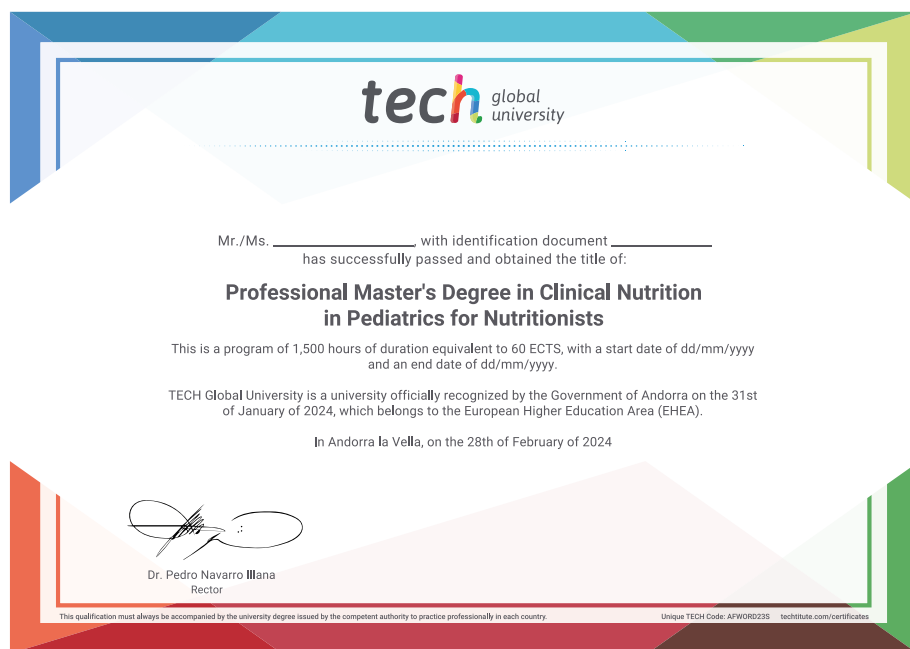 tech global university
Mr./Ms. ____________, with identification document ____________
has successfully passed and obtained the title of:
Professional Master's Degree in Clinical Nutrition
in Pediatrics for Nutritionists
This is a program of 1,500 hours of duration equivalent to 60 ECTS, with a start date of dd/mm/yyyy
and an end date of dd/mm/yyyy.
TECH Global University is a university officially recognized by the Government of Andorra on the 31st
of January of 2024, which belongs to the European Higher Education Area (EHEA).
In Andorra la Vella, on the 28th of February of 2024
Dr. Pedro Navarro Illana
Rector
This qualification must always be accompanied by the university degree issued by the competent authority to practice professionally in each country.
Unique TECH Code: AFWORD23S techtitute.com/certificates